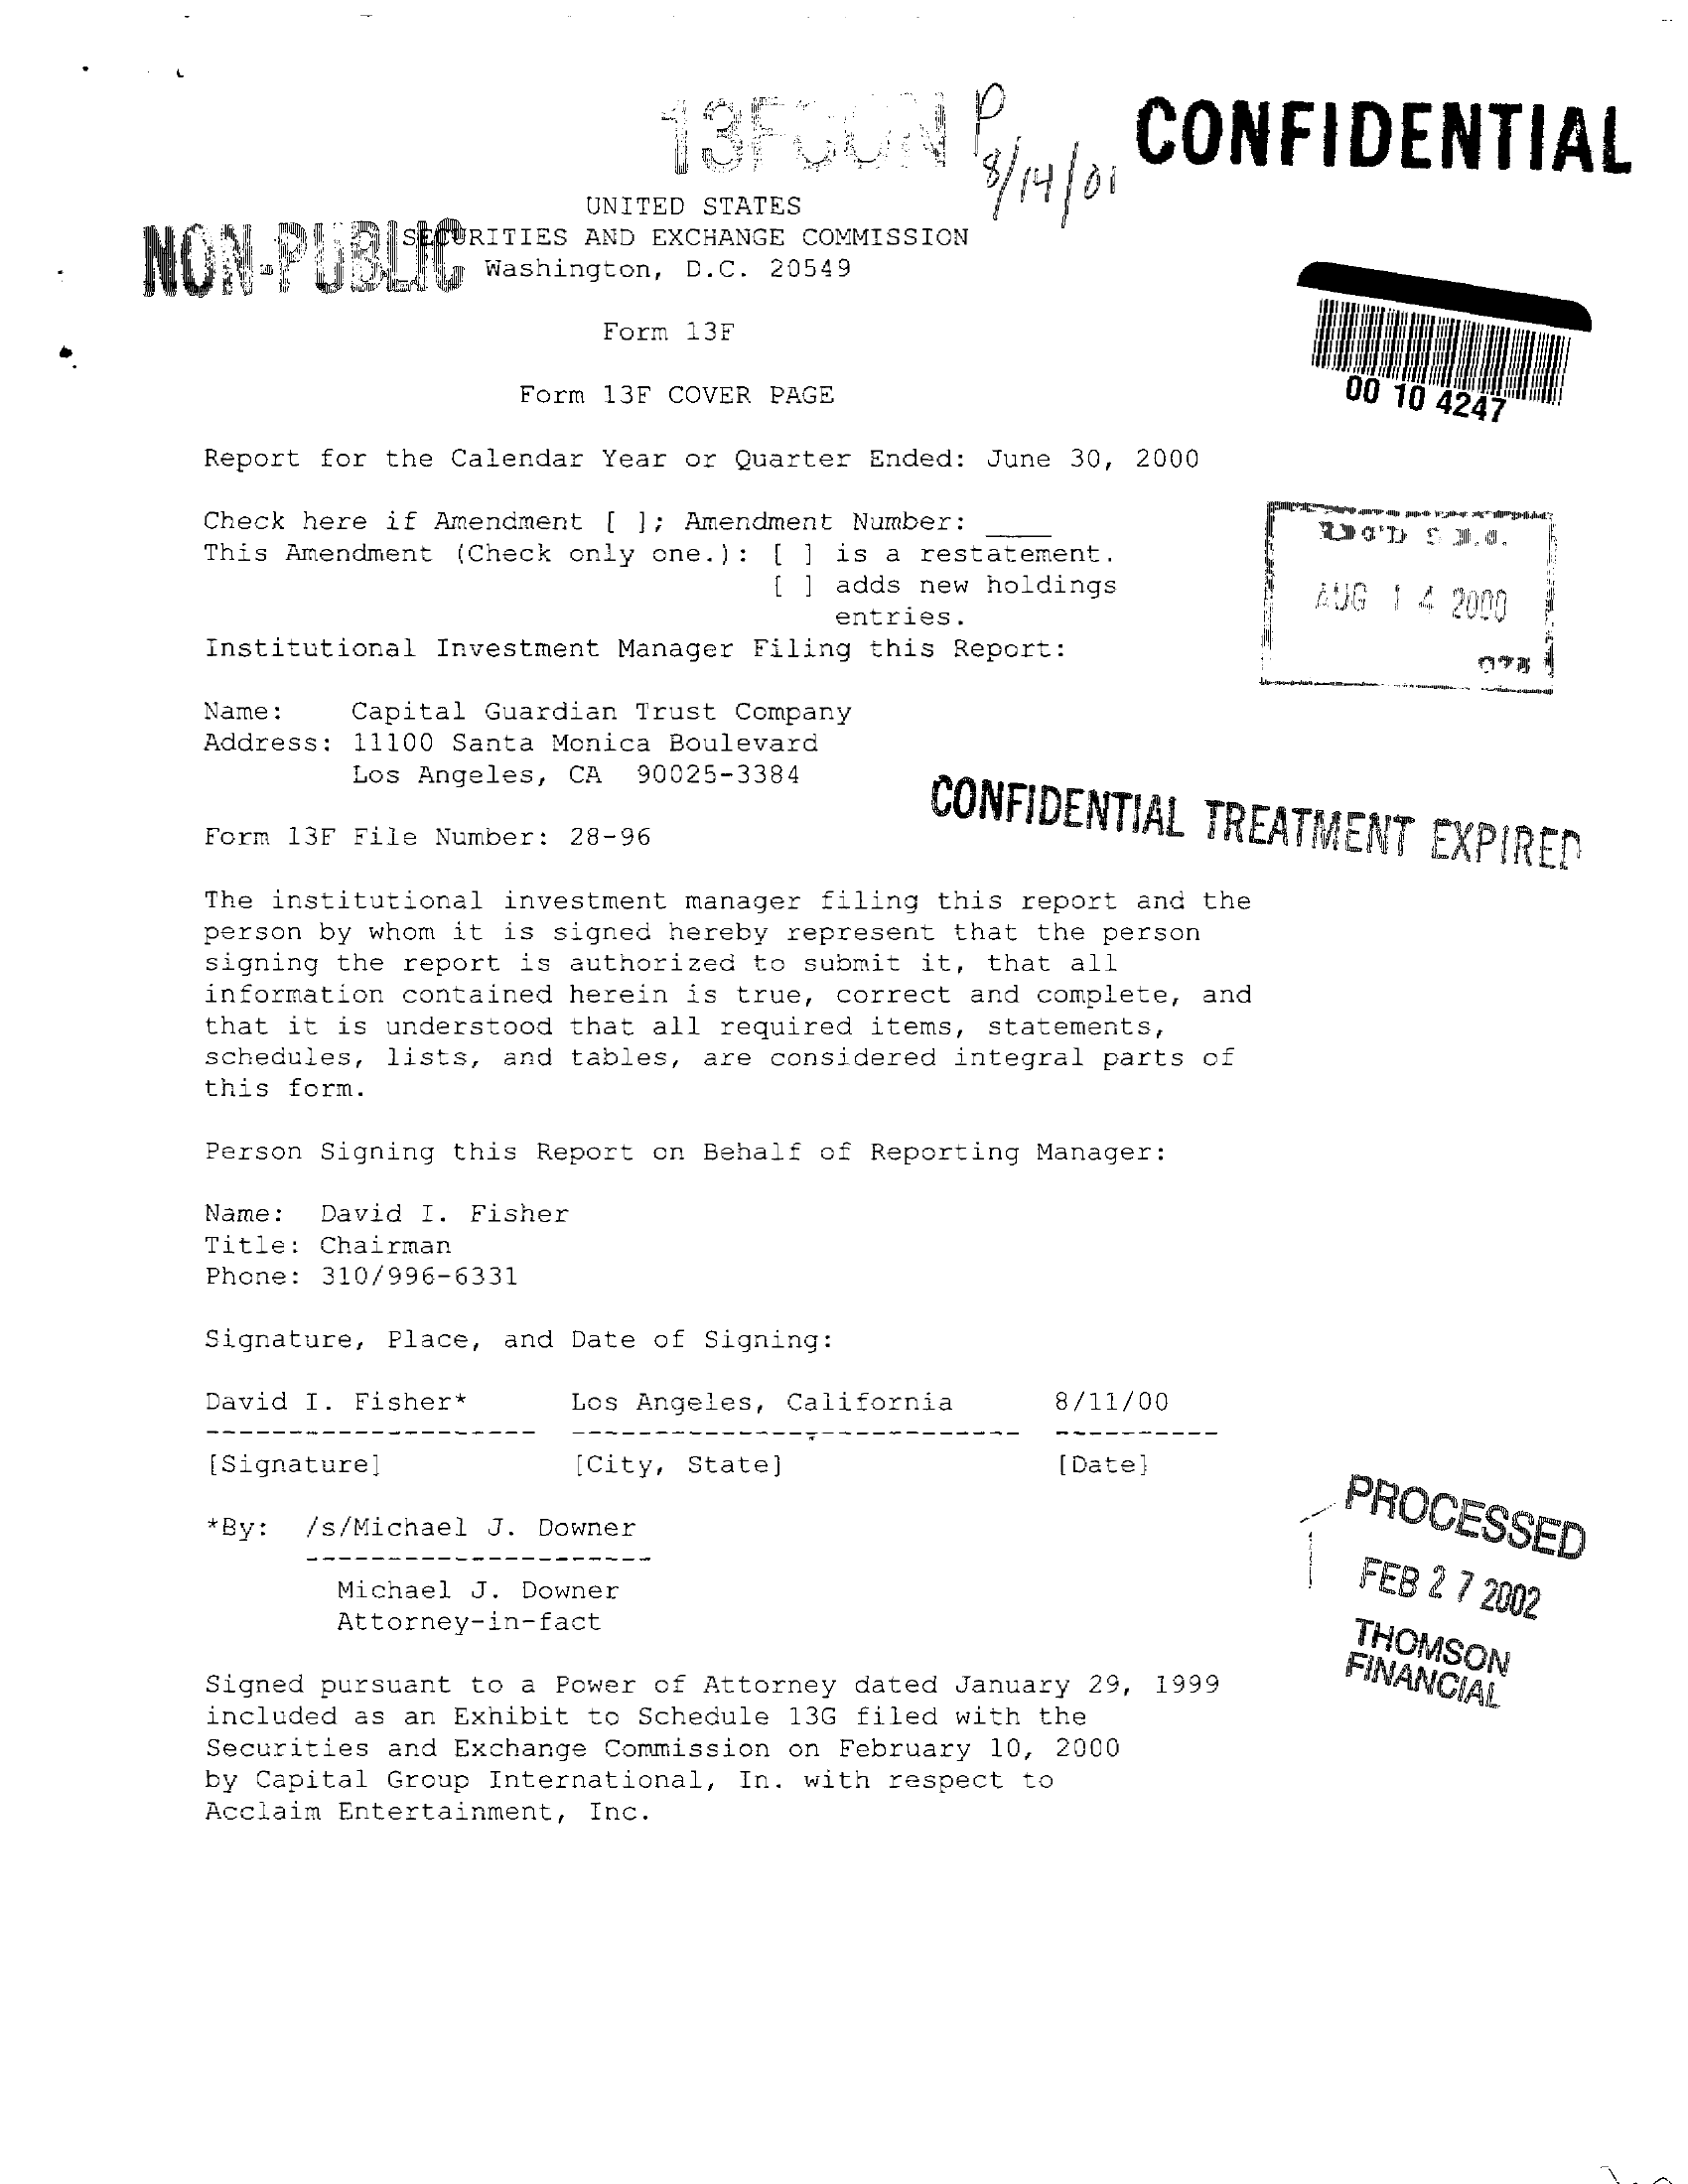 13FCON P CONFIDENTIAL
8/14/01
UNITED STATES
NON-PUBLIC SECURITIES AND EXCHANGE COMMISSION
Washington, D.C. 20549
Form 13F
00 10 4247
Form 13F COVER PAGE
Report for the Calendar Year or Quarter Ended: June 30, 2000
Check here if Amendment [ ]; Amendment Number: ____
This Amendment (Check only one.): [ ] is a restatement.
[ ] adds new holdings
entries.
REC'D S.E.C.
AUG 14 2000
Institutional Investment Manager Filing this Report:
Name: Capital Guardian Trust Company
Address: 11100 Santa Monica Boulevard
Los Angeles, CA 90025-3384
CONFIDENTIAL TREATMENT EXPIRED
Form 13F File Number: 28-96
The institutional investment manager filing this report and the
person by whom it is signed hereby represent that the person
signing the report is authorized to submit it, that all
information contained herein is true, correct and complete, and
that it is understood that all required items, statements,
schedules, lists, and tables, are considered integral parts of
this form.
Person Signing this Report on Behalf of Reporting Manager:
Name: David I. Fisher
Title: Chairman
Phone: 310/996-6331
Signature, Place, and Date of Signing:
David I. Fisher* Los Angeles, California 8/11/00
[Signature] [City, State] [Date]
*By: /s/Michael J. Downer
Michael J. Downer
Attorney-in-fact
PROCESSED
FEB 27 2002
THOMSON
FINANCIAL
Signed pursuant to a Power of Attorney dated January 29, 1999
included as an Exhibit to Schedule 13G filed with the
Securities and Exchange Commission on February 10, 2000
by Capital Group International, In. with respect to
Acclaim Entertainment, Inc.